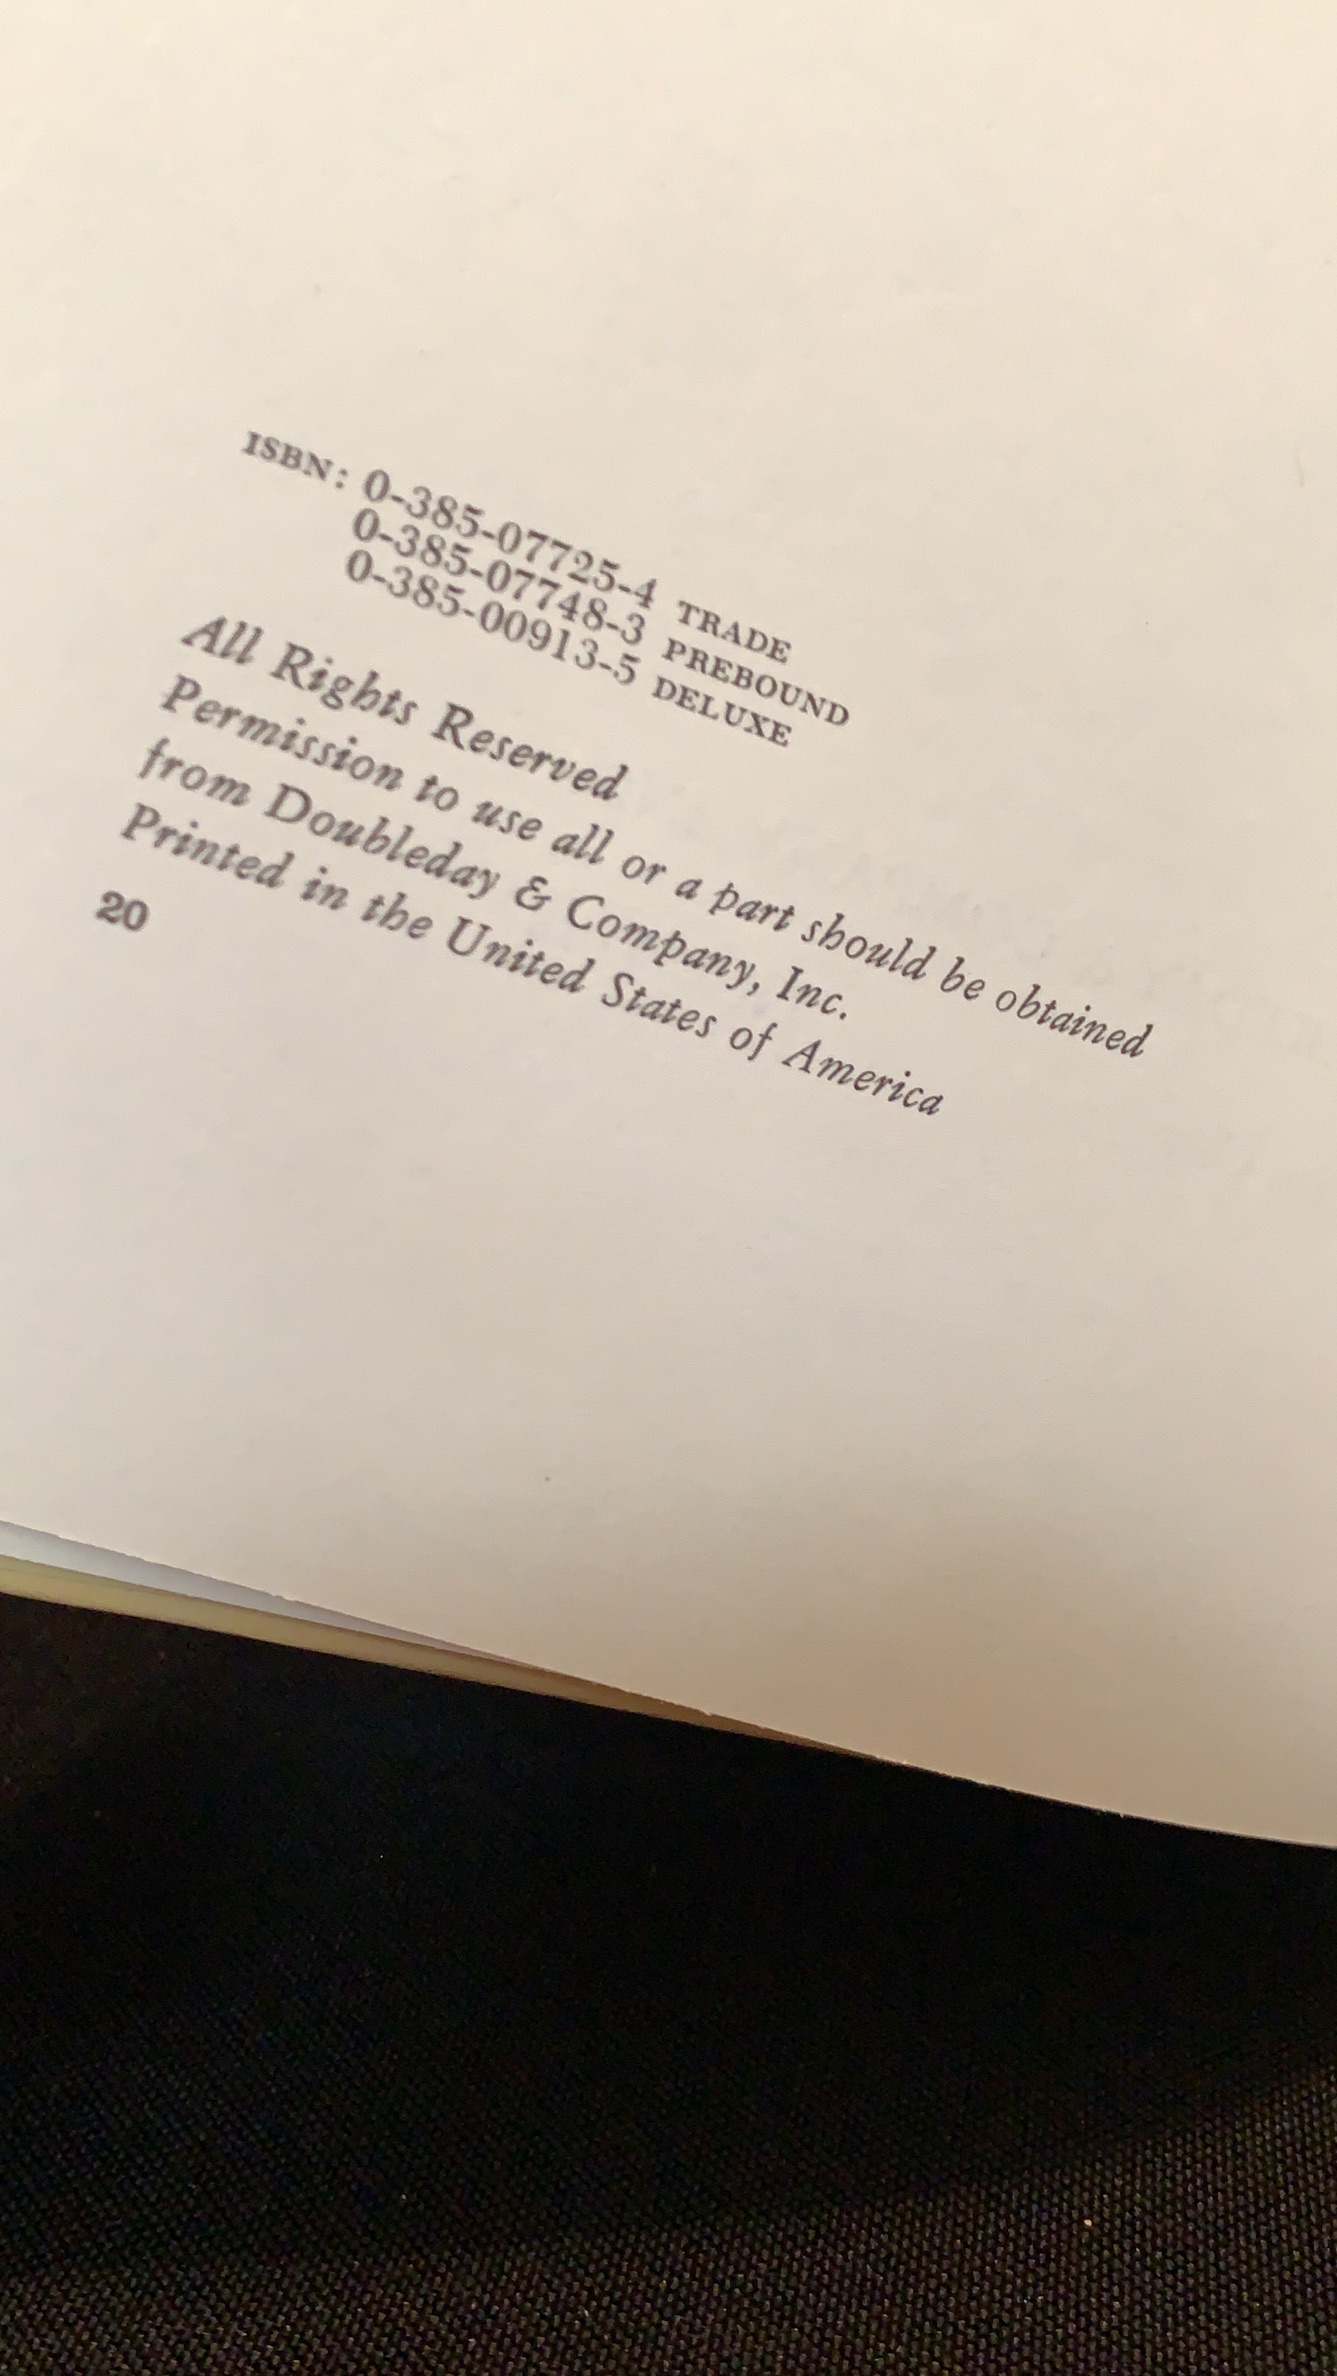 ISBN: 0-385-07725-4 TRADE
0-385-07748-3 PREBOUND
0-385-00913-5 DELUXE
All Rights Reserved
Permission to use all or a part should be obtained
from Doubleday & Company, Inc.
Printed in the United States of America
20